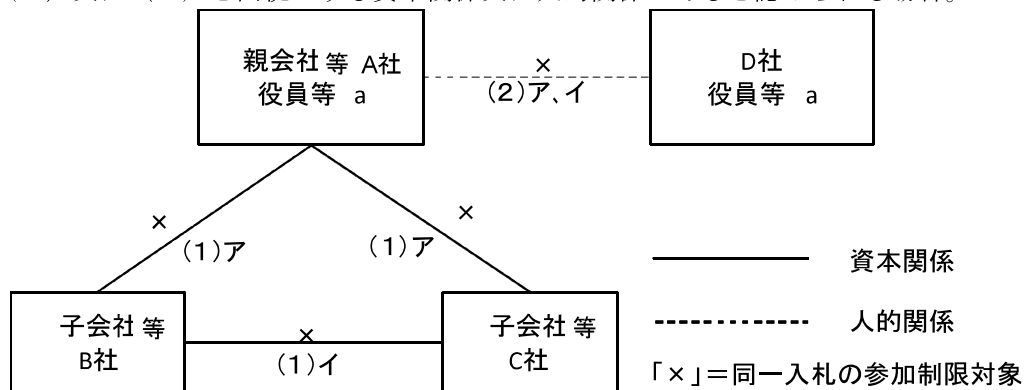 親会社等 A社
役員等 a
×
(2)ア、イ
D社
役員等 a
×
(1)ア
×
(1)ア
資本関係
子会社等
B社
×
(1)イ
子会社等
C社
人的関係
「×」＝同一入札の参加制限対象